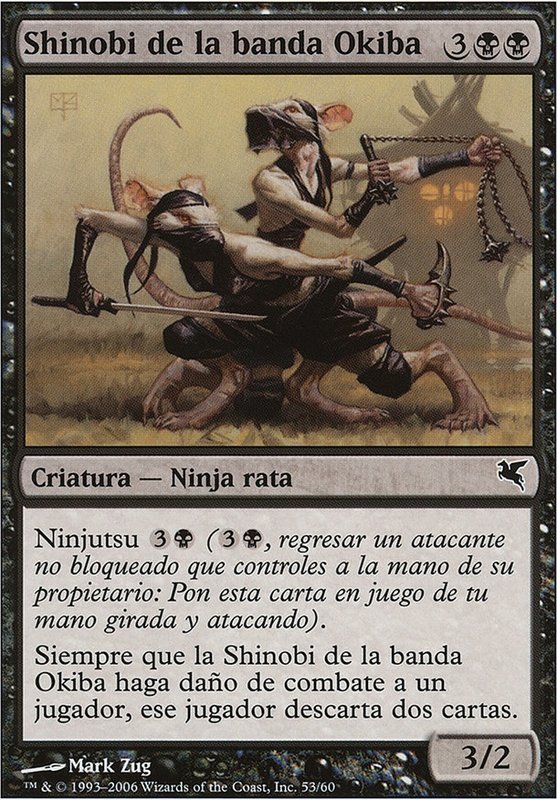 Shinobi de la banda Okiba 3
Criatura — Ninja rata
Ninjutsu 3 (3, regresar un atacante
no bloqueado que controles a la mano de su
propietario: Pon esta carta en juego de tu
mano girada y atacando).
Siempre que la Shinobi de la banda
Okiba haga daño de combate a un
jugador, ese jugador descarta dos cartas.
3/2
Mark Zug
™ & © 1993–2006 Wizards of the Coast, Inc. 53/60